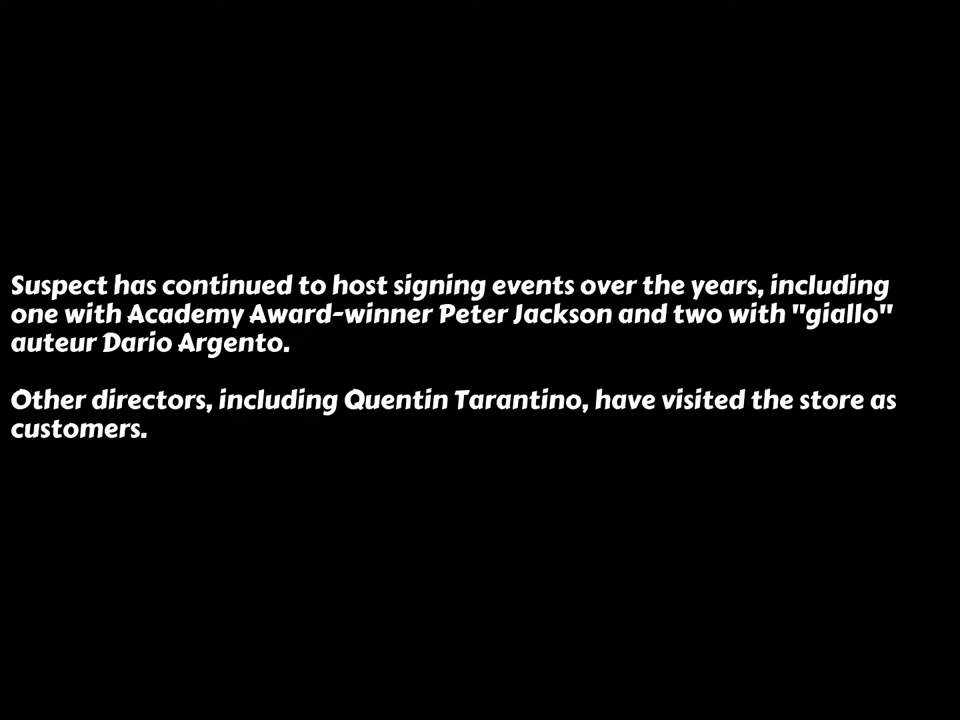 Suspect has continued to host signing events over the years, including
one with Academy Award-winner Peter Jackson and two with "giallo"
auteur Dario Argento.
Other directors, including Quentin Tarantino, have visited the store as
customers.